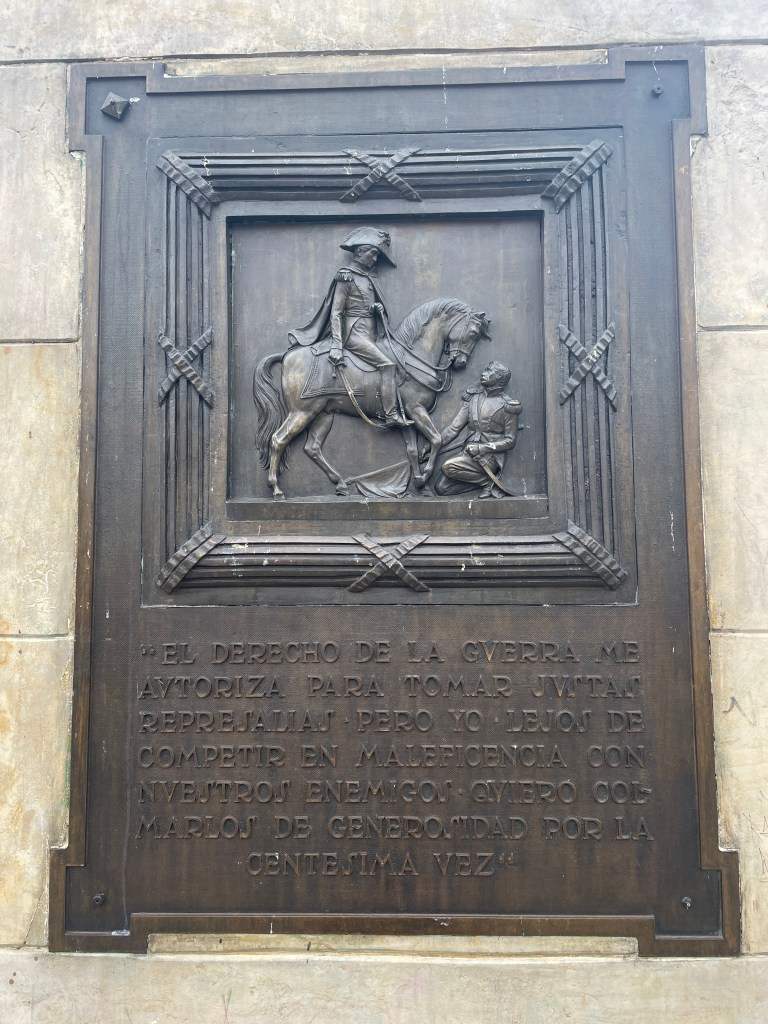 "EL DERECHO DE LA GVERRA ME
AVTORIZA PARA TOMAR JVSTAS
REPRESALIAS · PERO YO · LEJOS DE
COMPETIR EN MALEFICENCIA CON
NVESTROS ENEMIGOS · QVIERO COL-
MARLOS DE GENEROSIDAD POR LA
CENTESIMA VEZ"